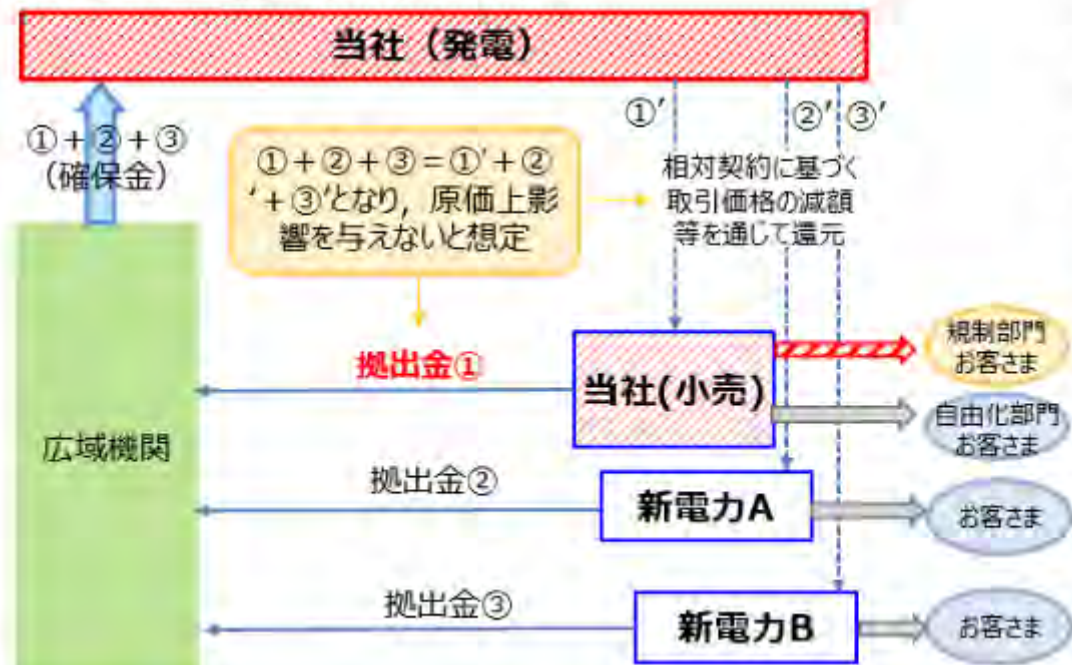 当社（発電）
①＋②＋③
（確保金）
①＋②＋③＝①’＋②
’＋③’となり，原価上影
響を与えないと想定
①’
②’
③’
相対契約に基づく
取引価格の減額
等を通じて還元
広域機関
拠出金①
当社(小売)
規制部門
お客さま
自由化部門
お客さま
拠出金②
新電力A
お客さま
拠出金③
新電力B
お客さま